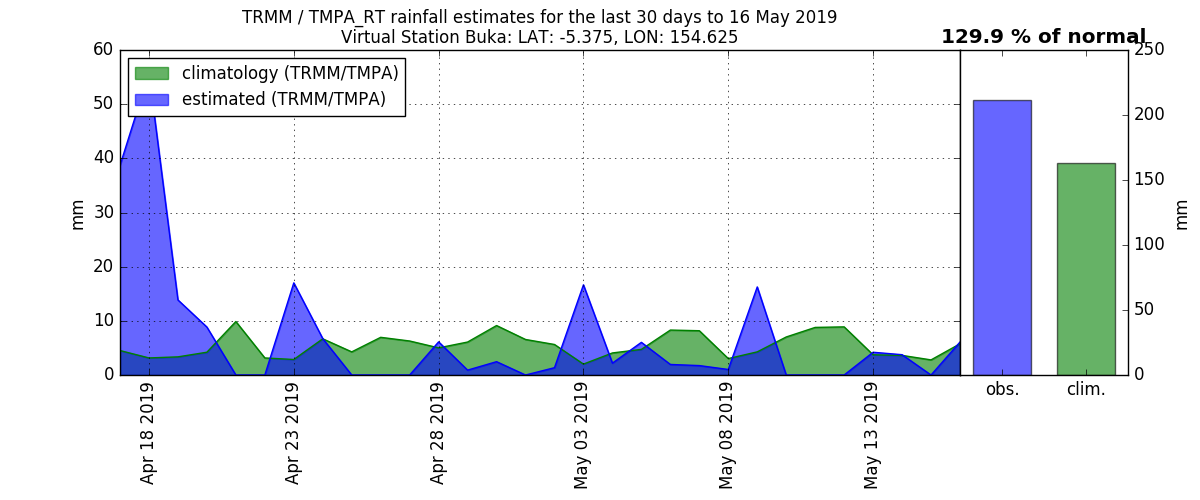 TRMM / TMPA_RT rainfall estimates for the last 30 days to 16 May 2019
Virtual Station Buka: LAT: -5.375, LON: 154.625
129.9 % of normal
climatology (TRMM/TMPA)
estimated (TRMM/TMPA)
60
50
40
30
20
10
0
mm
Apr 18 2019
Apr 23 2019
Apr 28 2019
May 03 2019
May 08 2019
May 13 2019
250
200
150
100
50
0
mm
obs.
clim.